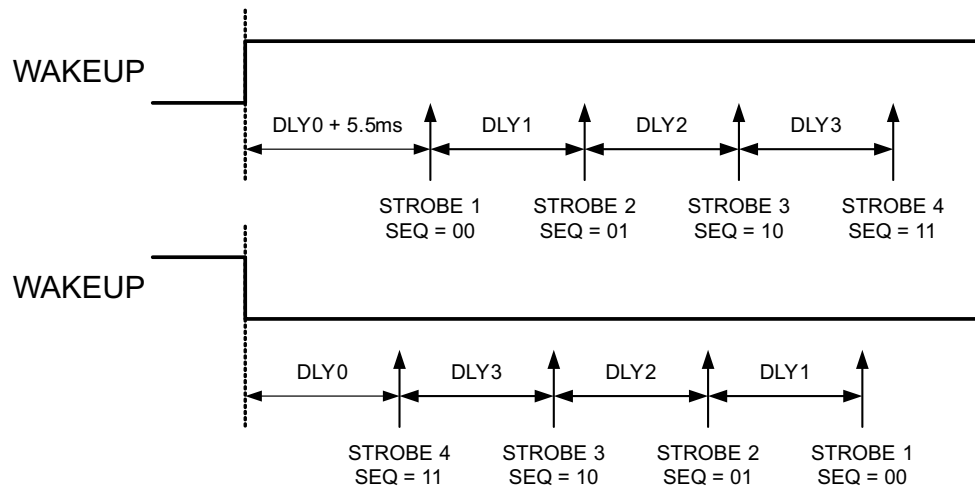 WAKEUP
DLY0 + 5.5ms DLY1 DLY2 DLY3
STROBE 1 STROBE 2 STROBE 3 STROBE 4
SEQ = 00 SEQ = 01 SEQ = 10 SEQ = 11
WAKEUP
DLY0 DLY3 DLY2 DLY1
STROBE 4 STROBE 3 STROBE 2 STROBE 1
SEQ = 11 SEQ = 10 SEQ = 01 SEQ = 00